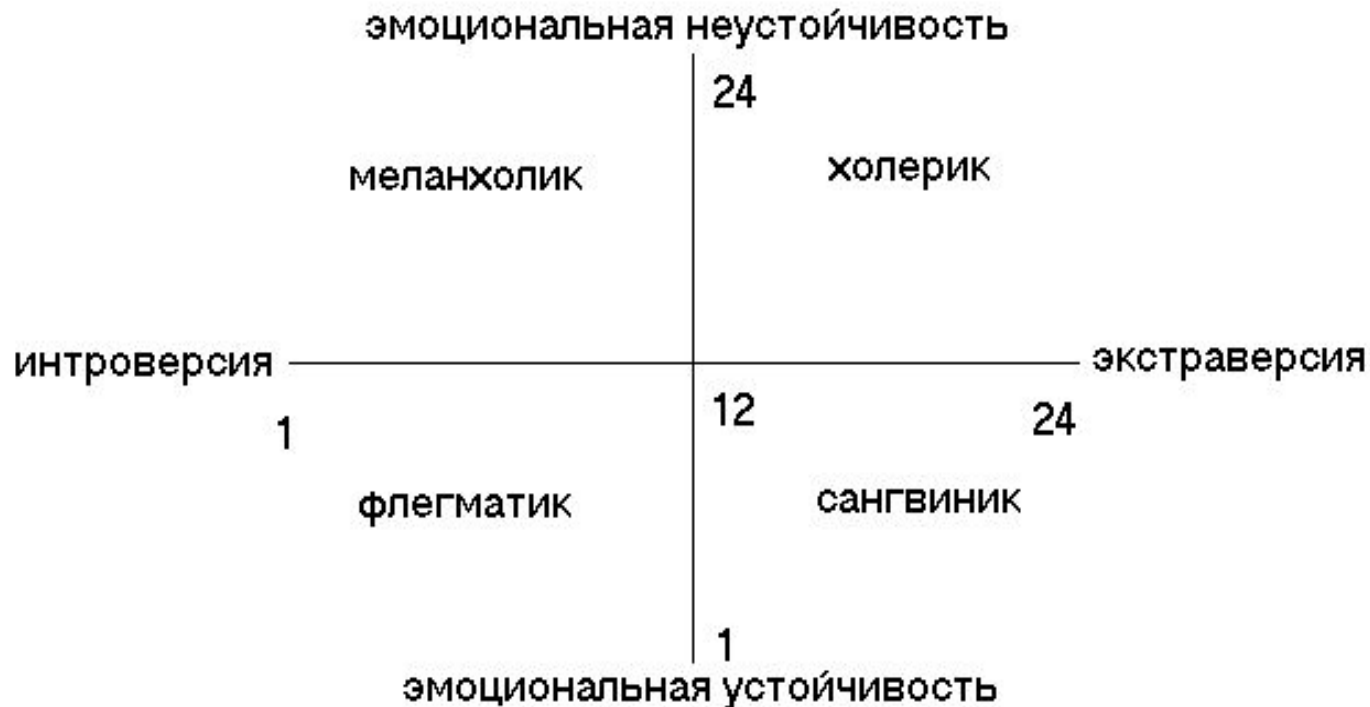 эмоциональная неустойчивость
24
меланхолик
холерик
интроверсия
экстраверсия
12
24
1
флегматик
сангвиник
1
эмоциональная устойчивость